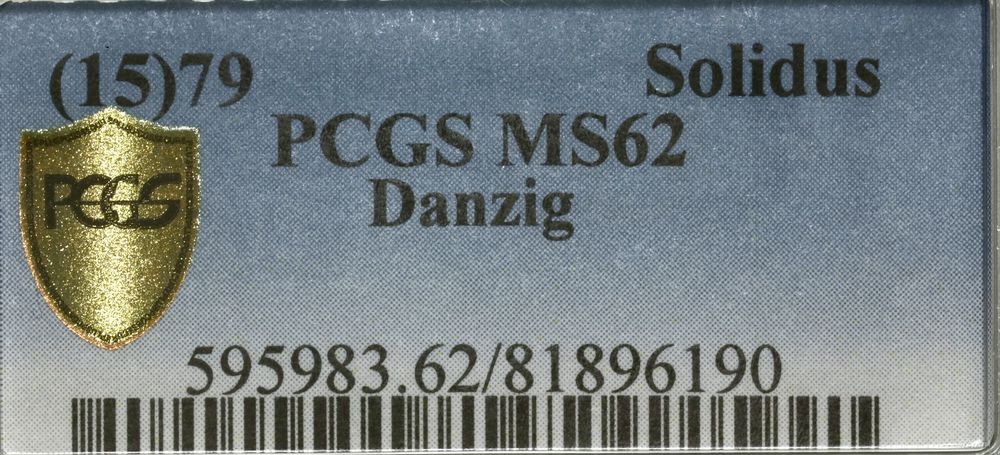 (15)79 Solidus
PCGS MS62
PCGS
Danzig
595983.62/81896190